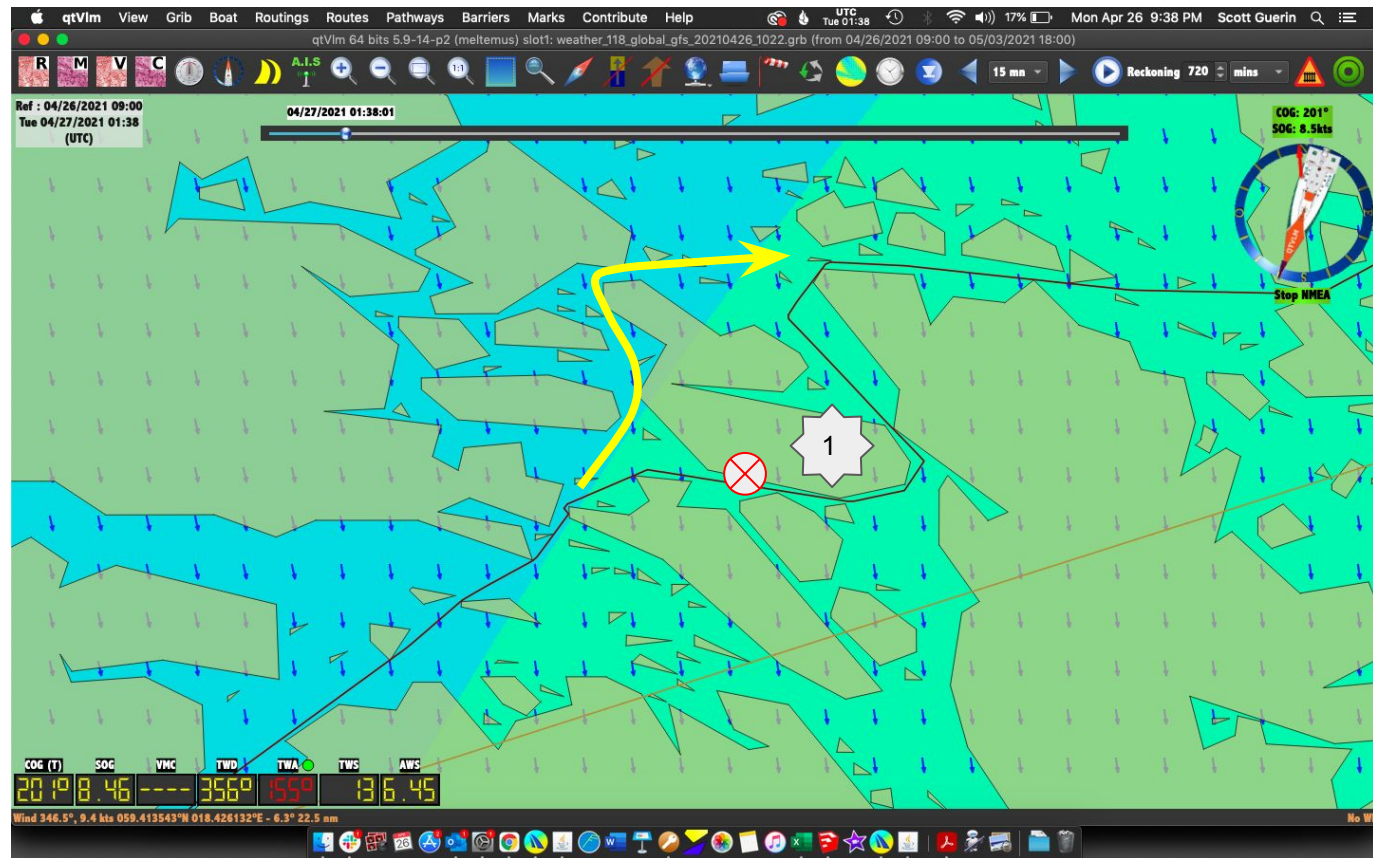 qtVlm View Grib Boat Routings Routes Pathways Barriers Marks Contribute Help UTC Tue 01:38 17% Mon Apr 26 9:38 PM Scott Guerin
qtVlm 64 bits 5.9-14-p2 (meltemus) slot1: weather_118_global_gfs_20210426_1022.grb (from 04/26/2021 09:00 to 05/03/2021 18:00)
R M V C A.I.S 1:1 15 mn Reckoning 720 mins
Ref : 04/26/2021 09:00
Tue 04/27/2021 01:38
(UTC)
04/27/2021 01:38:01
COG: 201°
SOG: 8.5kts
N
E
S
O
QTVLM
Stop NMEA
1
COG (T) SOG VMC TWD TWA TWS AWS
201° 8.46 ---- 356° 155° 13 6.45
Wind 346.5°, 9.4 kts 059.413543°N 018.426132°E - 6.3° 22.5 nm
No Wi
26